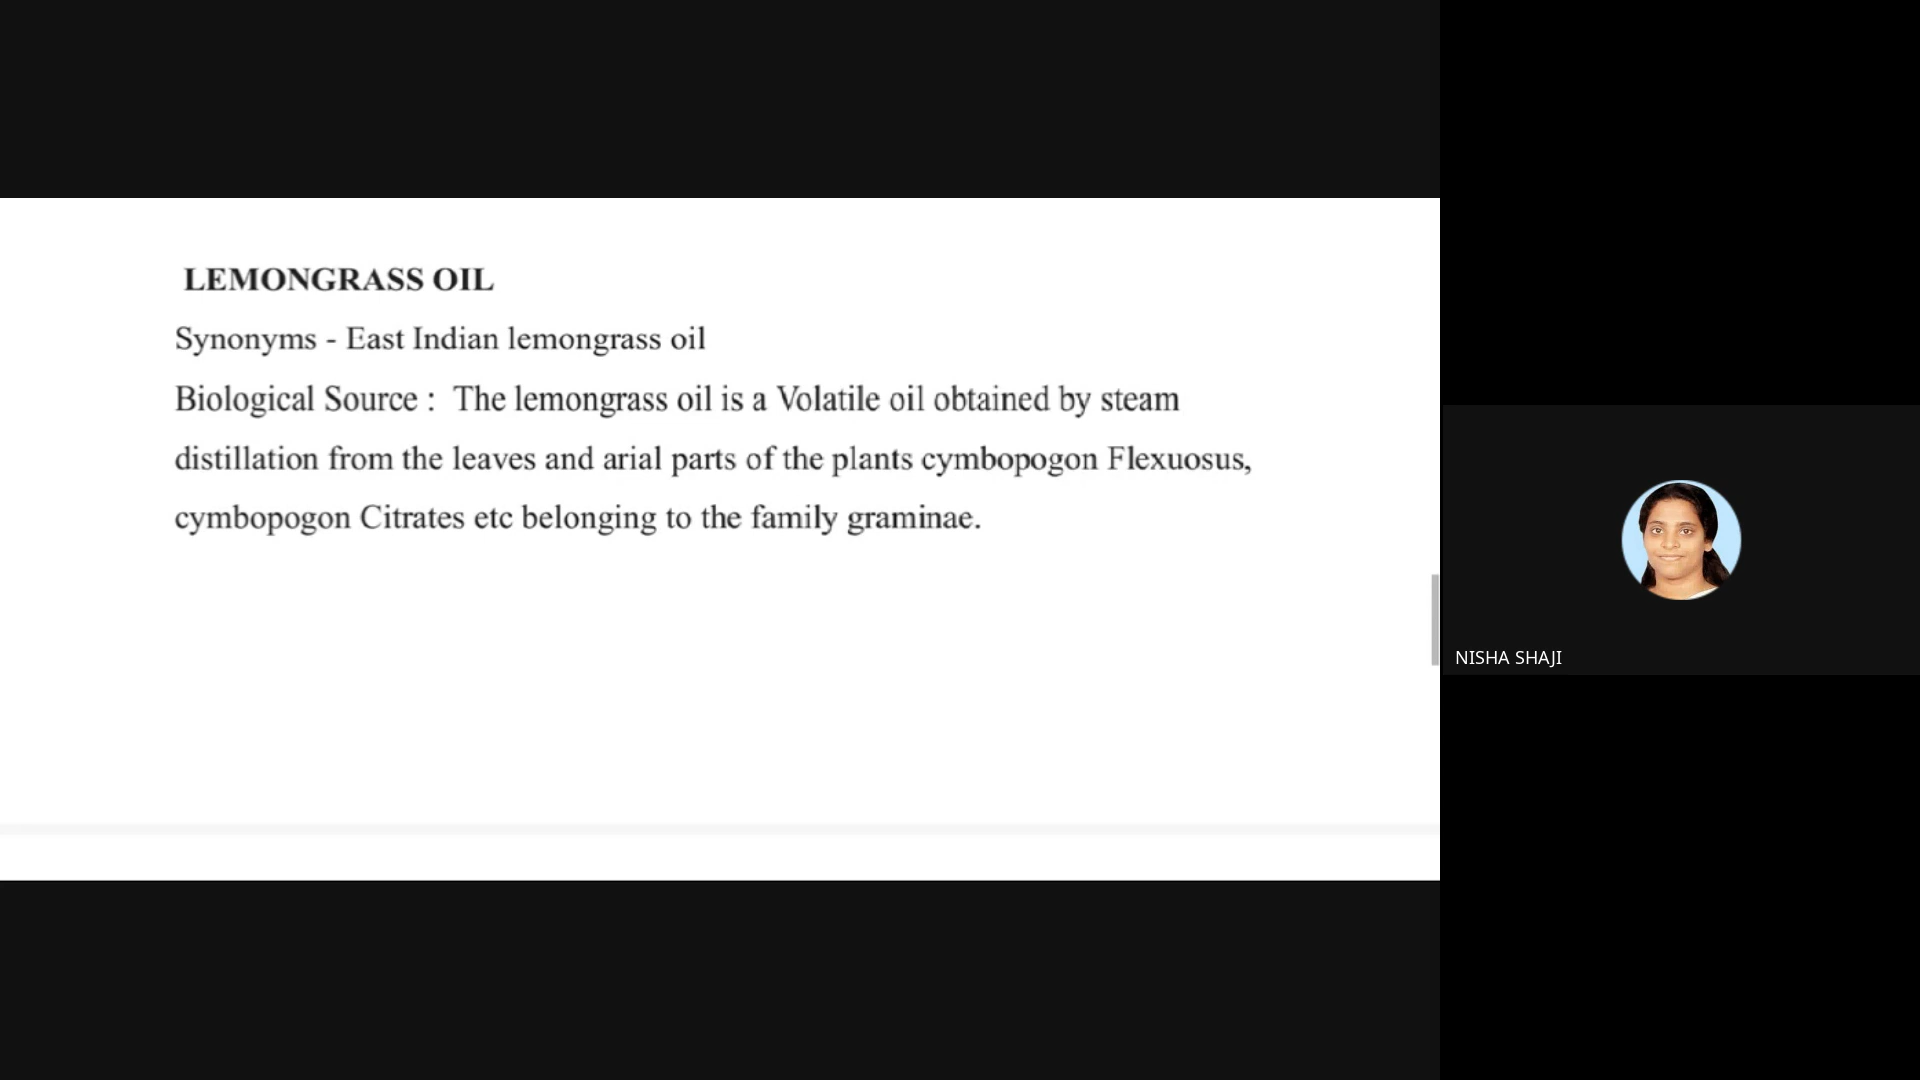 LEMONGRASS OIL
Synonyms - East Indian lemongrass oil
Biological Source : The lemongrass oil is a Volatile oil obtained by steam
distillation from the leaves and arial parts of the plants cymbopogon Flexuosus,
cymbopogon Citrates etc belonging to the family graminae.
NISHA SHAJI